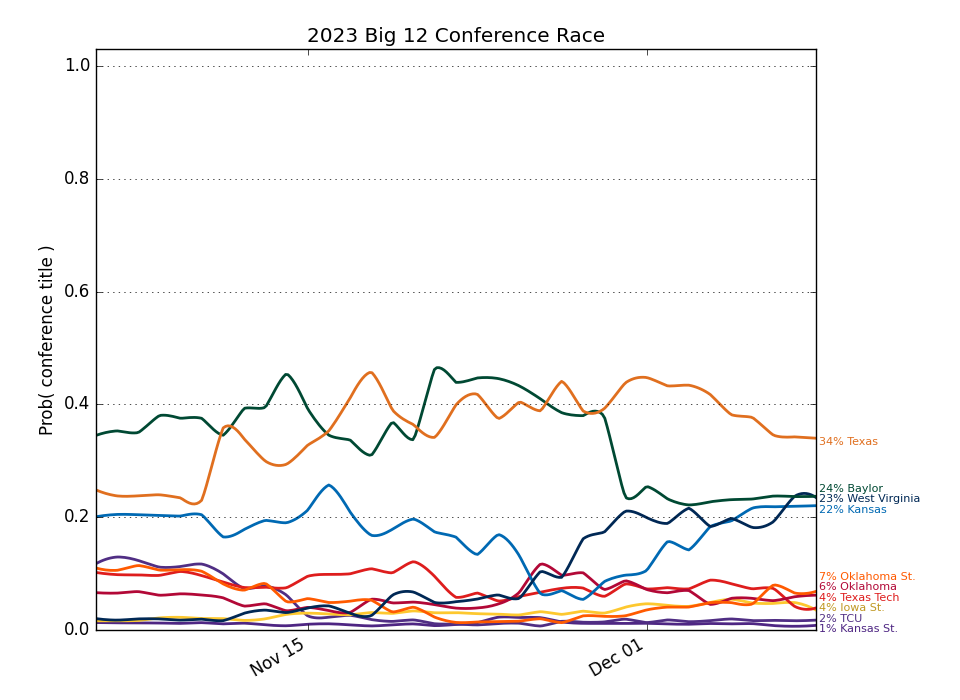 2023 Big 12 Conference Race
1.0
0.8
0.6
0.4
0.2
0.0
Prob( conference title )
Nov 15
Dec 01
34% Texas
24% Baylor
23% West Virginia
22% Kansas
7% Oklahoma St.
6% Oklahoma
4% Texas Tech
4% Iowa St.
2% TCU
1% Kansas St.